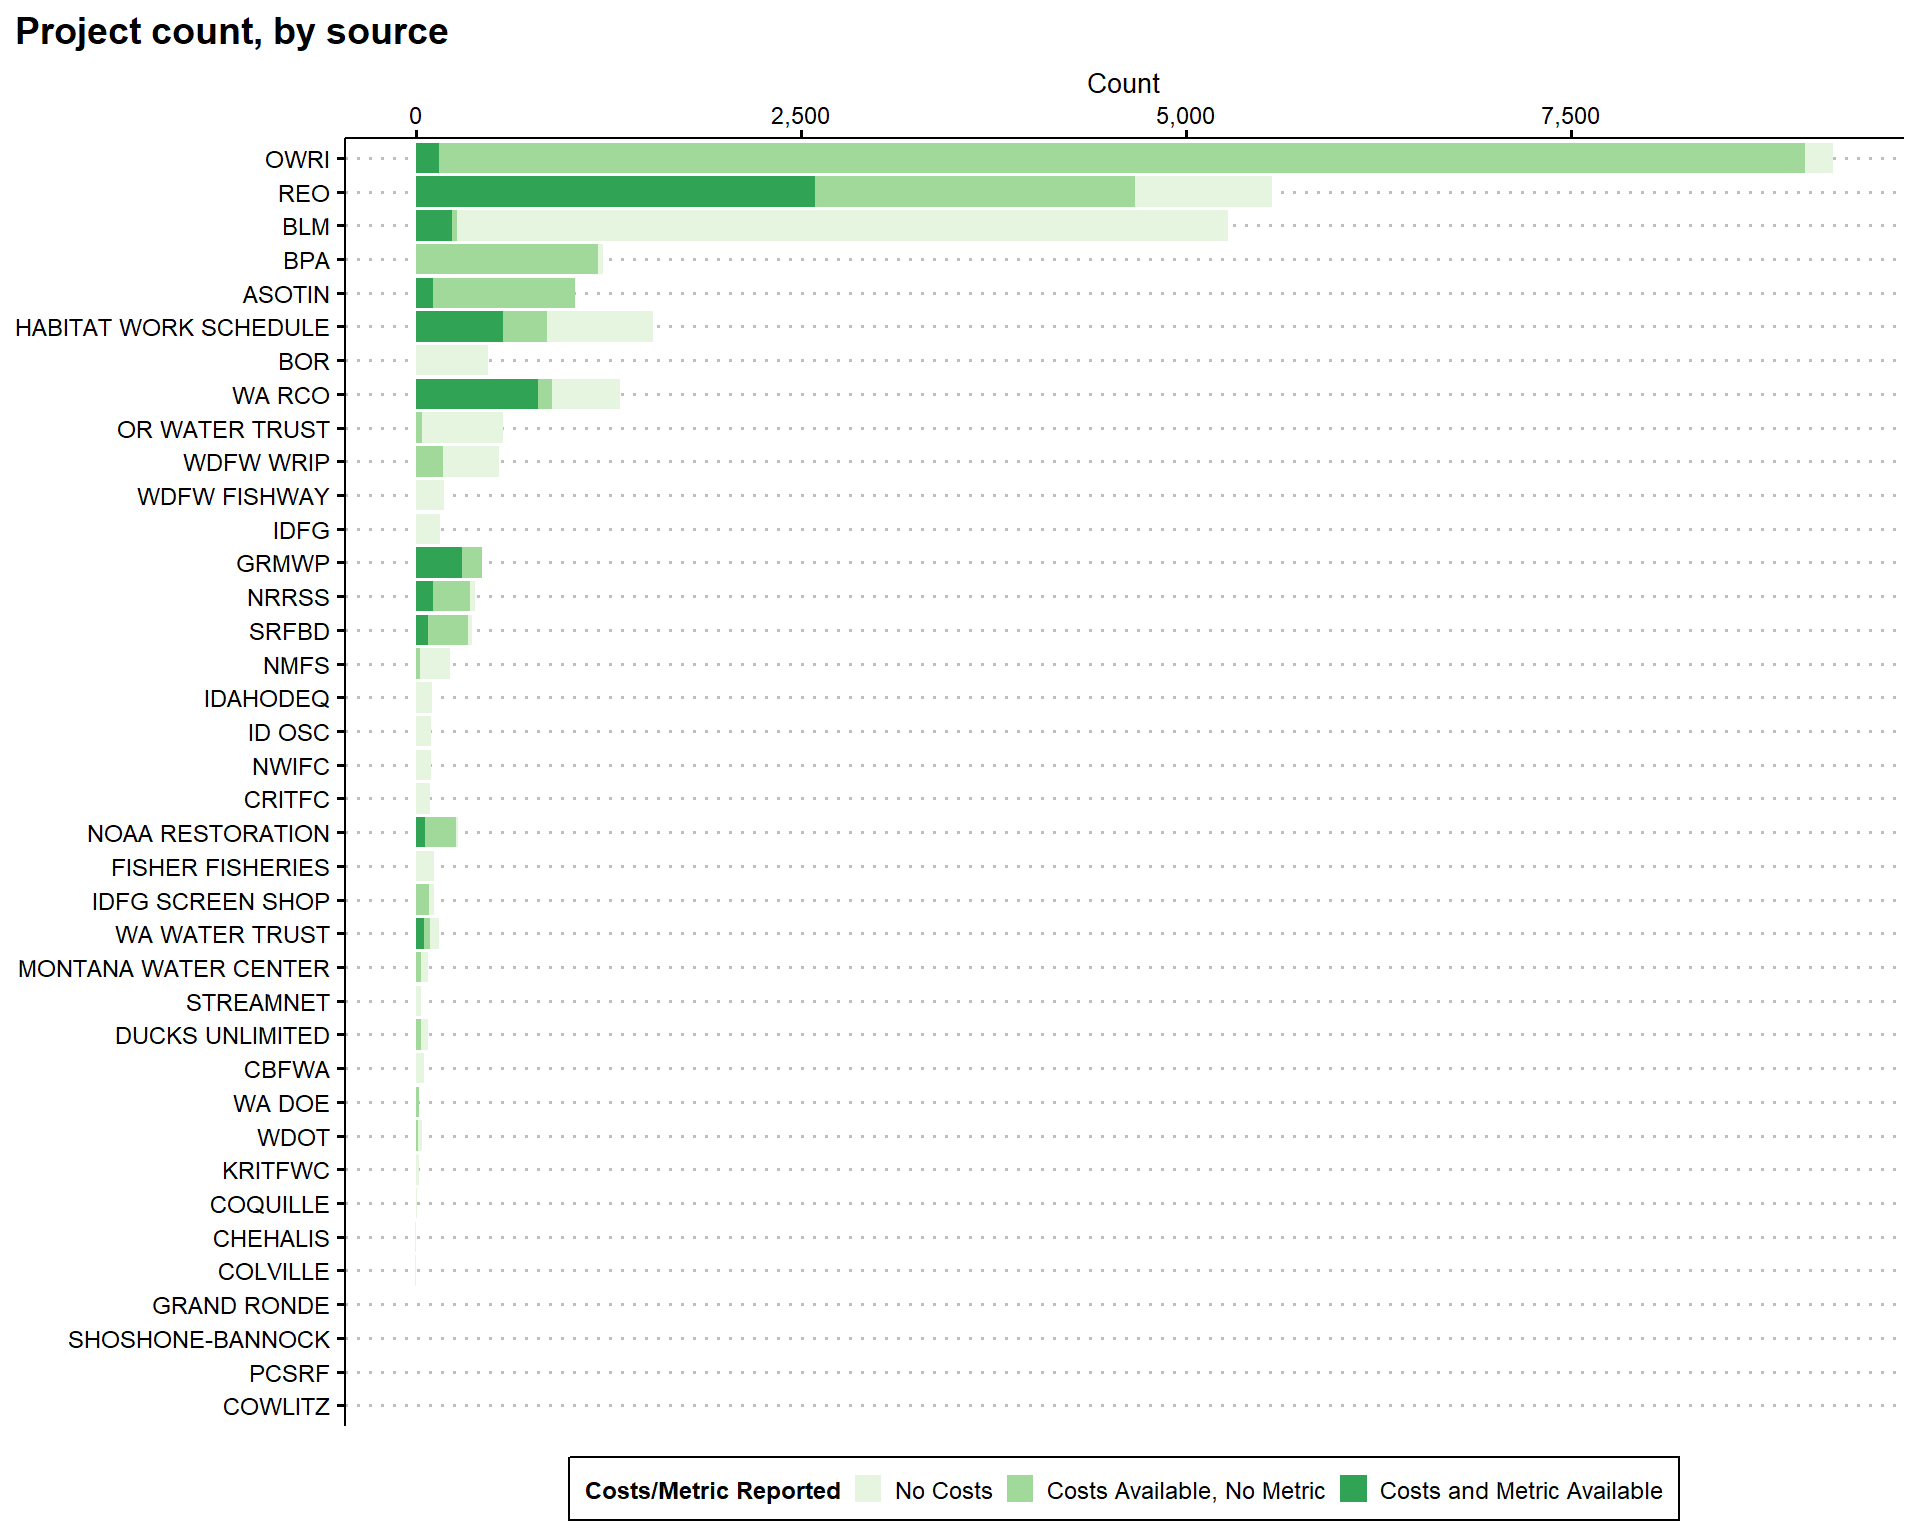 Project count, by source
Count
0 2,500 5,000 7,500
OWRI
REO
BLM
BPA
ASOTIN
HABITAT WORK SCHEDULE
BOR
WA RCO
OR WATER TRUST
WDFW WRIP
WDFW FISHWAY
IDFG
GRMWP
NRRSS
SRFBD
NMFS
IDAHODEQ
ID OSC
NWIFC
CRITFC
NOAA RESTORATION
FISHER FISHERIES
IDFG SCREEN SHOP
WA WATER TRUST
MONTANA WATER CENTER
STREAMNET
DUCKS UNLIMITED
CBFWA
WA DOE
WDOT
KRITFWC
COQUILLE
CHEHALIS
COLVILLE
GRAND RONDE
SHOSHONE-BANNOCK
PCSRF
COWLITZ
Costs/Metric Reported No Costs Costs Available, No Metric Costs and Metric Available